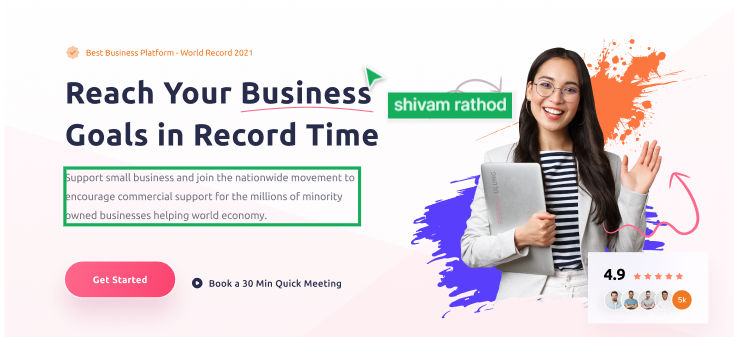 Best Business Platform - World Record 2021
Reach Your Business
shivam rathod
Goals in Record Time
Support small business and join the nationwide movement to
encourage commercial support for the millions of minority
owned businesses helping world economy.
Get Started
Book a 30 Min Quick Meeting
4.9
5k